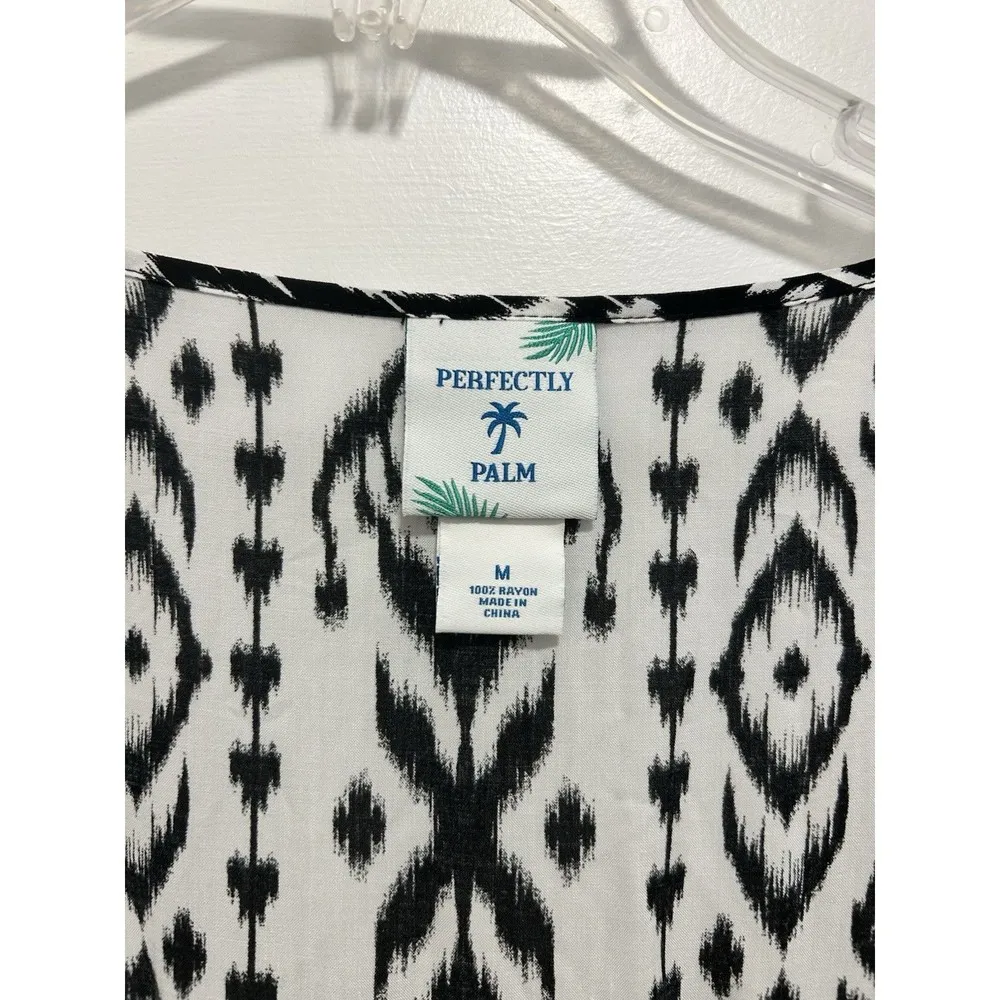 PERFECTLY
PALM
M
100% RAYON
MADE IN
CHINA